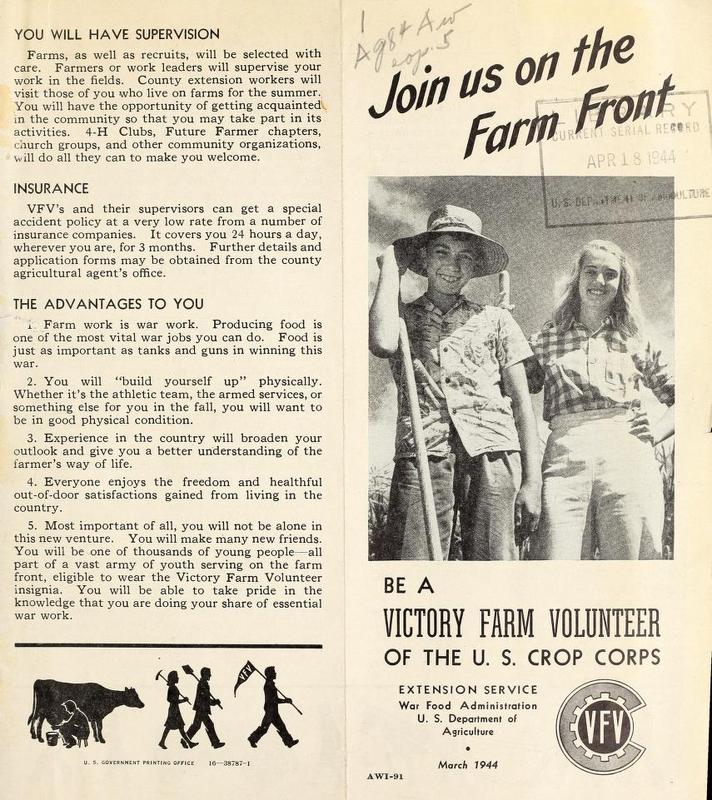 YOU WILL HAVE SUPERVISION
Farms, as well as recruits, will be selected with
care. Farmers or work leaders will supervise your
work in the fields. County extension workers will
visit those of you who live on farms for the summer.
You will have the opportunity of getting acquainted
in the community so that you may take part in its
activities. 4-H Clubs, Future Farmer chapters,
church groups, and other community organizations,
will do all they can to make you welcome.
INSURANCE
VFV's and their supervisors can get a special
accident policy at a very low rate from a number of
insurance companies. It covers you 24 hours a day,
wherever you are, for 3 months. Further details and
application forms may be obtained from the county
agricultural agent's office.
THE ADVANTAGES TO YOU
1. Farm work is war work. Producing food is
one of the most vital war jobs you can do. Food is
just as important as tanks and guns in winning this
war.
2. You will "build yourself up" physically.
Whether it's the athletic team, the armed services, or
something else for you in the fall, you will want to
be in good physical condition.
3. Experience in the country will broaden your
outlook and give you a better understanding of the
farmer's way of life.
4. Everyone enjoys the freedom and healthful
out-of-door satisfactions gained from living in the
country.
5. Most important of all, you will not be alone in
this new venture. You will make many new friends.
You will be one of thousands of young people—all
part of a vast army of youth serving on the farm
front, eligible to wear the Victory Farm Volunteer
insignia. You will be able to take pride in the
knowledge that you are doing your share of essential
war work.
VFV
U. S. GOVERNMENT PRINTING OFFICE 16—38787-1
1
Ag84Aw
cop. 5
Join us on the
Farm Front
CURRENT SERIAL RECORD
APR 18 1944
U. S. DEPARTMENT OF AGRICULTURE
BE A
VICTORY FARM VOLUNTEER
OF THE U. S. CROP CORPS
EXTENSION SERVICE
War Food Administration
U. S. Department of
Agriculture
•
March 1944
VFV
AWI-91